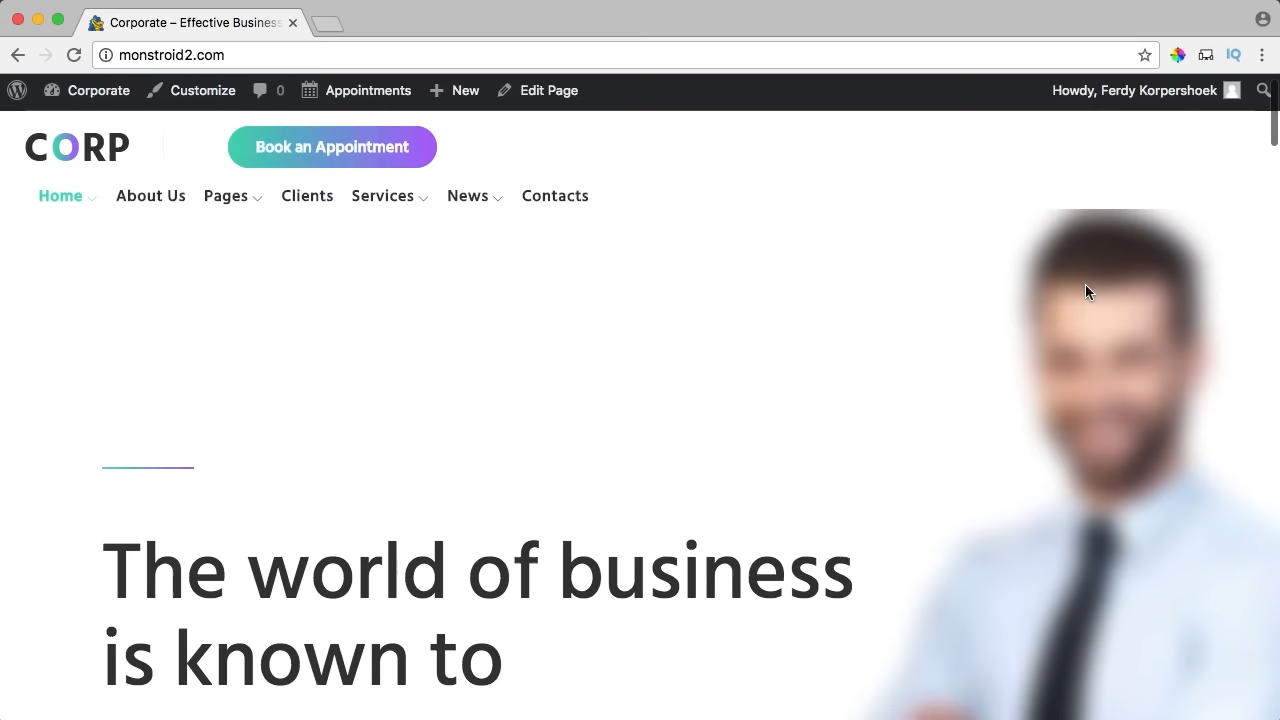 Corporate – Effective Business
monstroid2.com
Corporate Customize 0 Appointments New Edit Page Howdy, Ferdy Korpershoek
CORP Book an Appointment
Home About Us Pages Clients Services News Contacts
The world of business
is known to
IQ